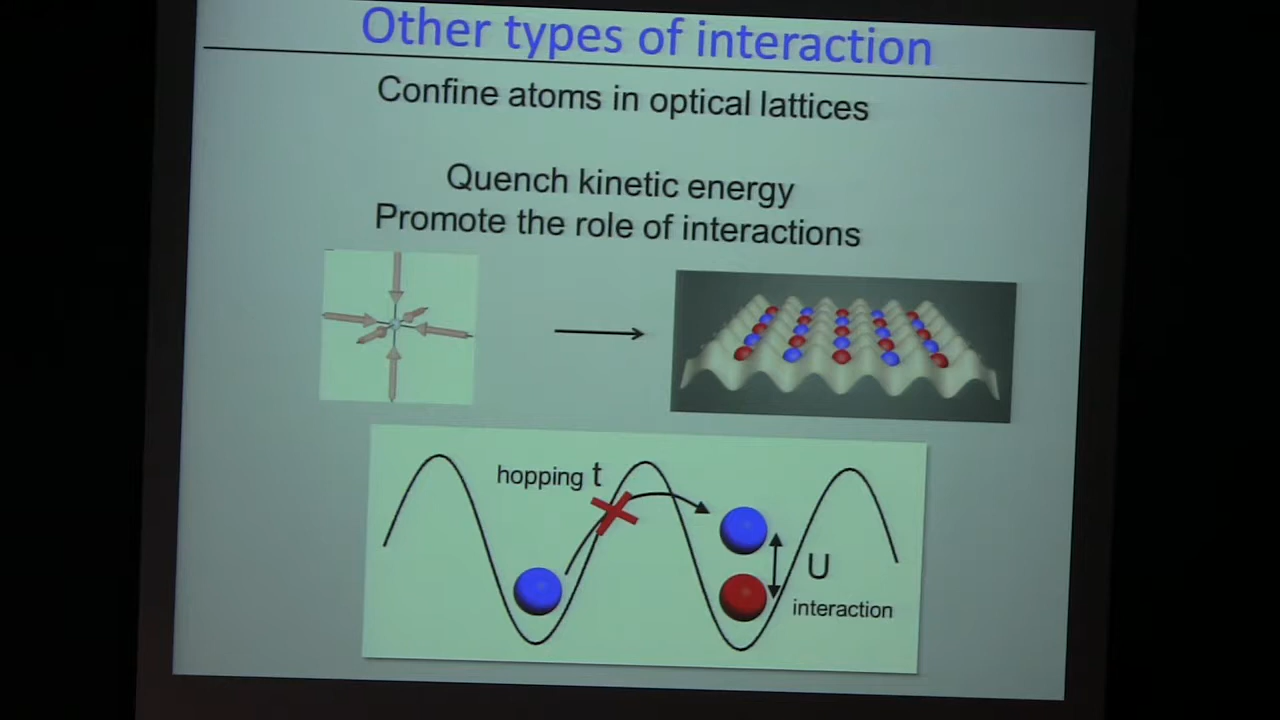 Other types of interaction
Confine atoms in optical lattices
Quench kinetic energy
Promote the role of interactions
hopping t
U
interaction